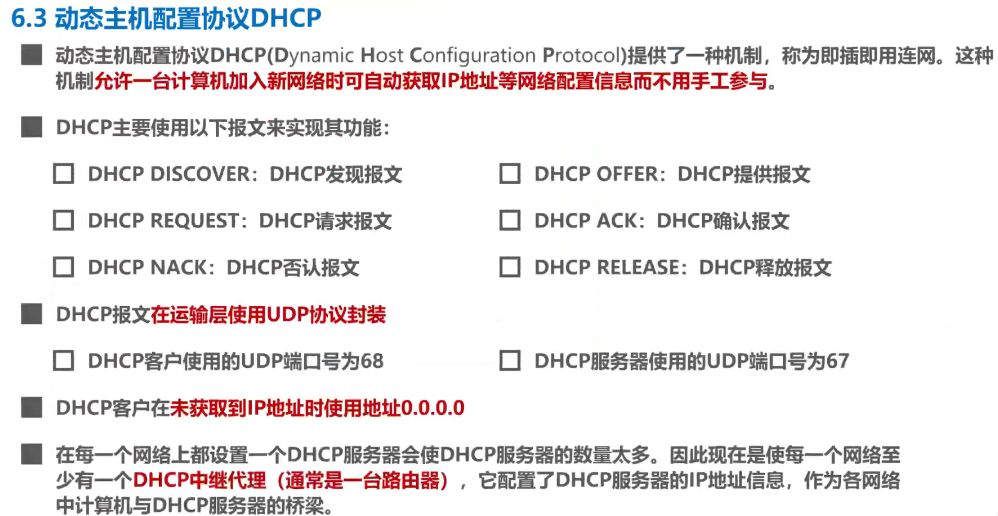 6.3 动态主机配置协议DHCP
动态主机配置协议DHCP(Dynamic Host Configuration Protocol)提供了一种机制，称为即插即用连网。这种
机制允许一台计算机加入新网络时可自动获取IP地址等网络配置信息而不用手工参与。
DHCP主要使用以下报文来实现其功能：
DHCP DISCOVER：DHCP发现报文
DHCP OFFER：DHCP提供报文
DHCP REQUEST：DHCP请求报文
DHCP ACK：DHCP确认报文
DHCP NACK：DHCP否认报文
DHCP RELEASE：DHCP释放报文
DHCP报文在运输层使用UDP协议封装
DHCP客户使用的UDP端口号为68
DHCP服务器使用的UDP端口号为67
DHCP客户在未获取到IP地址时使用地址0.0.0.0
在每一个网络上都设置一个DHCP服务器会使DHCP服务器的数量太多。因此现在是使每一个网络至
少有一个DHCP中继代理（通常是一台路由器），它配置了DHCP服务器的IP地址信息，作为各网络
中计算机与DHCP服务器的桥梁。